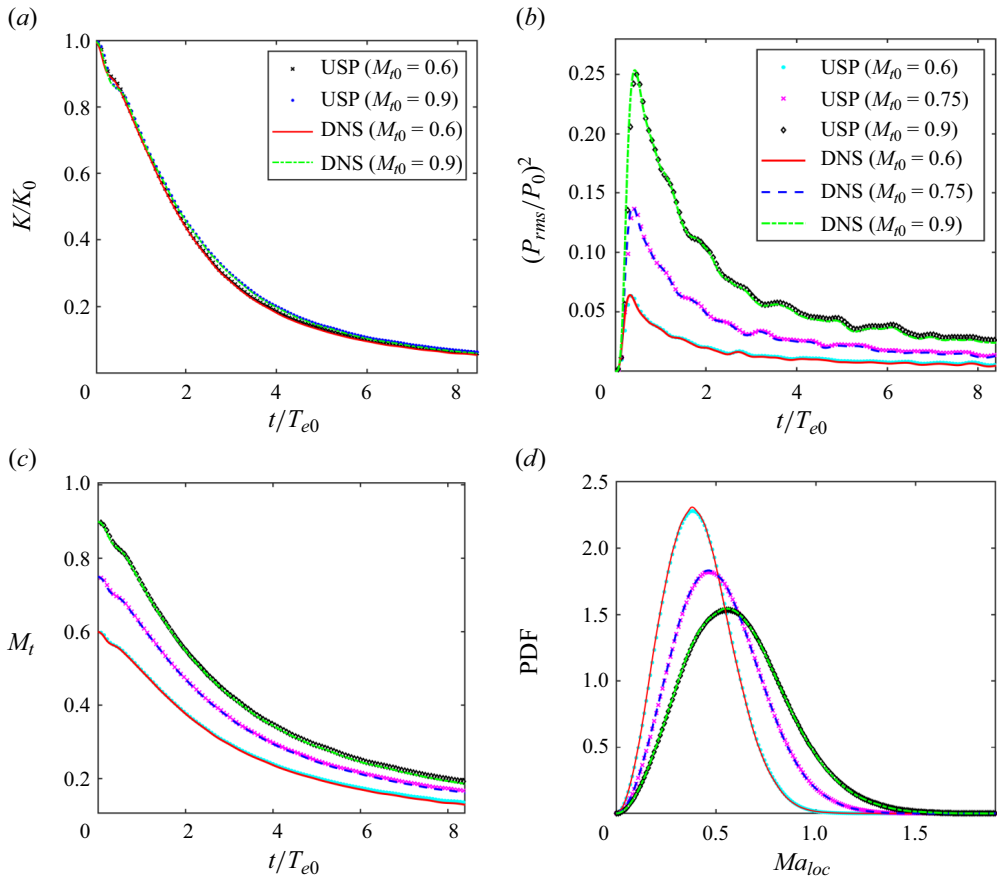 (a)
1.0
0.8
0.6
0.4
0.2
K/K0
0
2
4
6
8
t/Te0
USP (Mt0 = 0.6)
USP (Mt0 = 0.9)
DNS (Mt0 = 0.6)
DNS (Mt0 = 0.9)
(b)
0.25
0.20
0.15
0.10
0.05
(Prms/P0)2
0
2
4
6
8
t/Te0
USP (Mt0 = 0.6)
USP (Mt0 = 0.75)
USP (Mt0 = 0.9)
DNS (Mt0 = 0.6)
DNS (Mt0 = 0.75)
DNS (Mt0 = 0.9)
(c)
1.0
0.8
0.6
0.4
0.2
Mt
0
2
4
6
8
t/Te0
(d)
2.5
2.0
1.5
1.0
0.5
PDF
0
0.5
1.0
1.5
Maloc